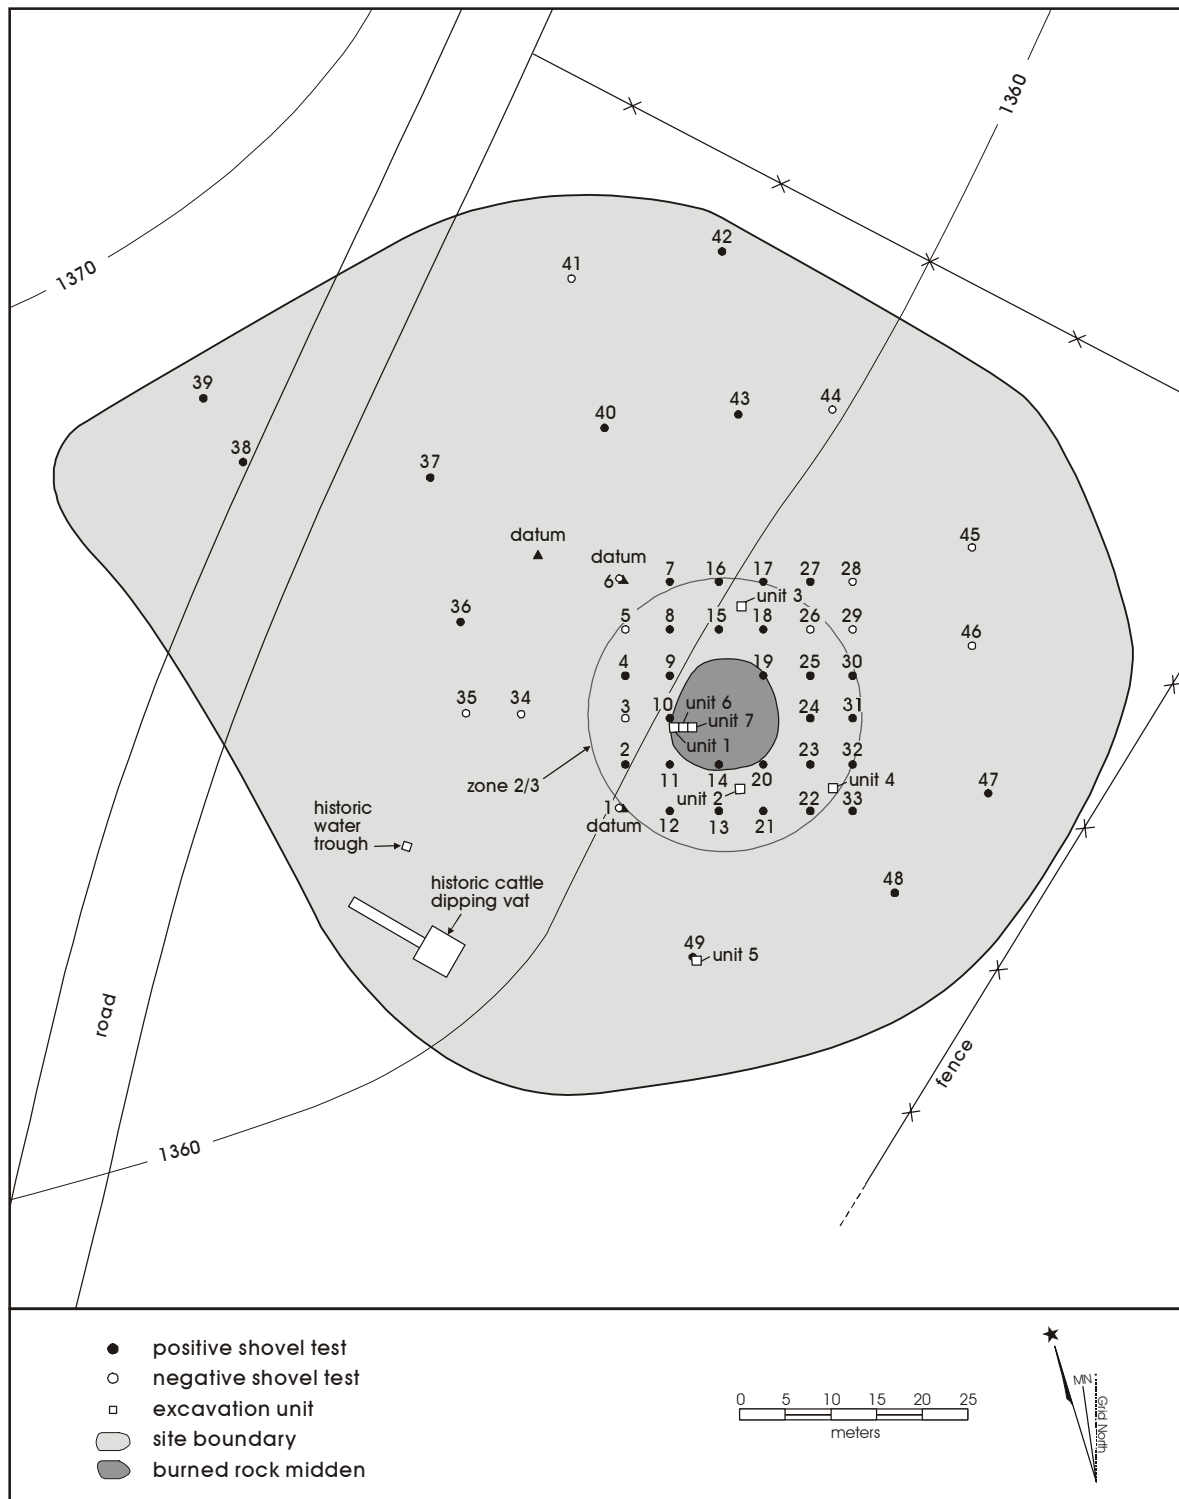 1360
1370
42
41
39
43
44
40
38
37
45
datum
datum
6
7
16
17
27
28
unit 3
36
5
8
15
18
26
29
46
4
9
19
25
30
35
34
3
10
unit 6
24
31
unit 7
unit 1
2
23
32
zone 2/3
11
14
20
unit 4
47
unit 2
22
33
1
datum
12
13
21
historic
water
trough
historic cattle
dipping vat
48
49
unit 5
road
fence
1360
positive shovel test
negative shovel test
excavation unit
site boundary
burned rock midden
0 5 10 15 20 25
meters
MN
Grid North